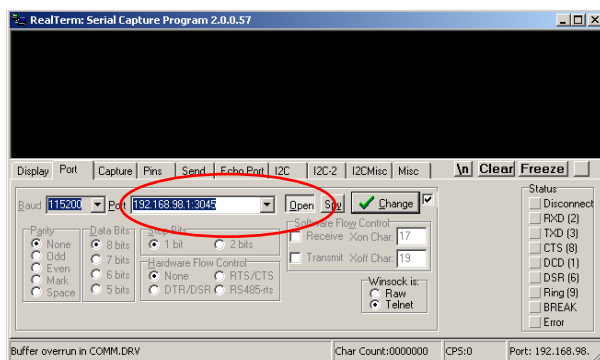 RealTerm: Serial Capture Program 2.0.0.57
Display Port Capture Pins Send Echo Port I2C I2C-2 I2CMisc Misc \n Clear Freeze
Baud 115200 Port 192.168.98.1:3045 Open Spy Change
Status
Disconnect
RXD (2)
TXD (3)
CTS (8)
DCD (1)
DSR (6)
Ring (9)
BREAK
Error
Parity
None
Odd
Even
Mark
Space
Data Bits
8 bits
7 bits
6 bits
5 bits
Stop Bits
1 bit 2 bits
Hardware Flow Control
None RTS/CTS
DTR/DSR RS485-rts
Software Flow Control
Receive Xon Char: 17
Transmit Xoff Char: 19
Winsock is:
Raw
Telnet
Buffer overrun in COMM.DRV Char Count:0000000 CPS:0 Port: 192.168.98.